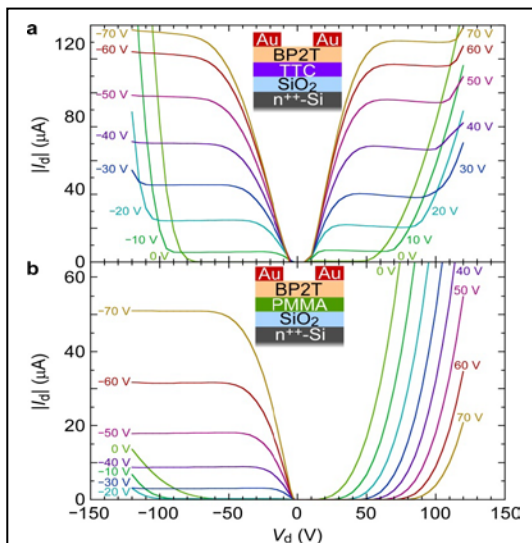 a
120
80
40
0
|Id| (μA)
−70 V
−60 V
−50 V
−40 V
−30 V
−20 V
−10 V
0 V
Au Au
BP2T
TTC
SiO2
n++-Si
70 V
60 V
50 V
40 V
30 V
20 V
10 V
0 V
b
60
40
20
0
|Id| (μA)
−70 V
−60 V
−50 V
0 V
−40 V
−10 V
−30 V
−20 V
Au Au
BP2T
PMMA
SiO2
n++-Si
0 V
40 V
50 V
60 V
70 V
−150 −100 −50 0 50 100 150
Vd (V)